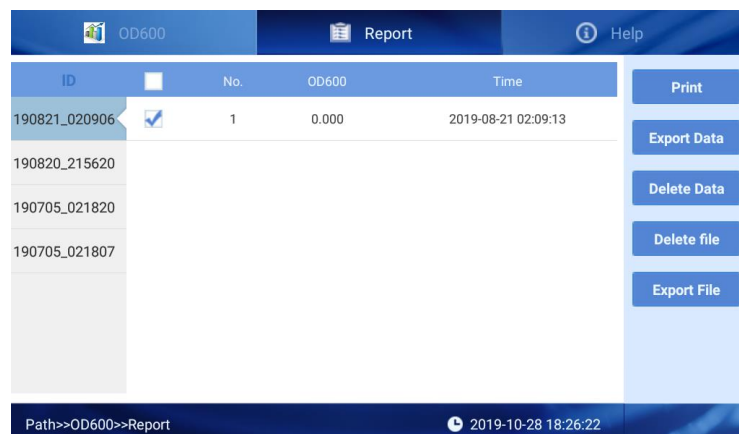 OD600 Report Help
ID No. OD600 Time
190821_020906 1 0.000 2019-08-21 02:09:13
190820_215620
190705_021820
190705_021807
Print
Export Data
Delete Data
Delete file
Export File
Path>>OD600>>Report 2019-10-28 18:26:22